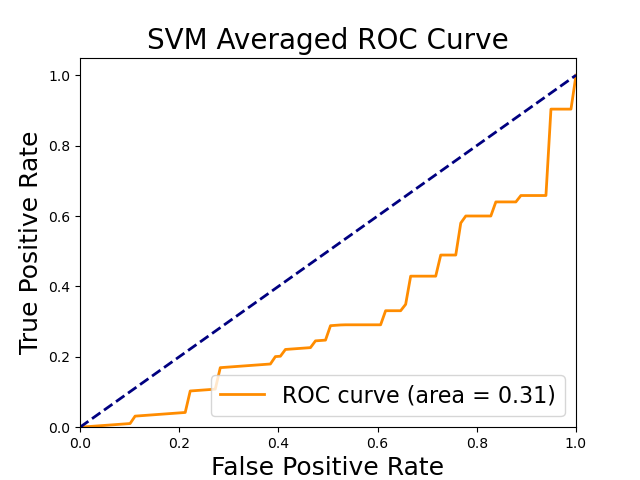 SVM Averaged ROC Curve
True Positive Rate
1.0
0.8
0.6
0.4
0.2
0.0
ROC curve (area = 0.31)
0.0 0.2 0.4 0.6 0.8 1.0
False Positive Rate